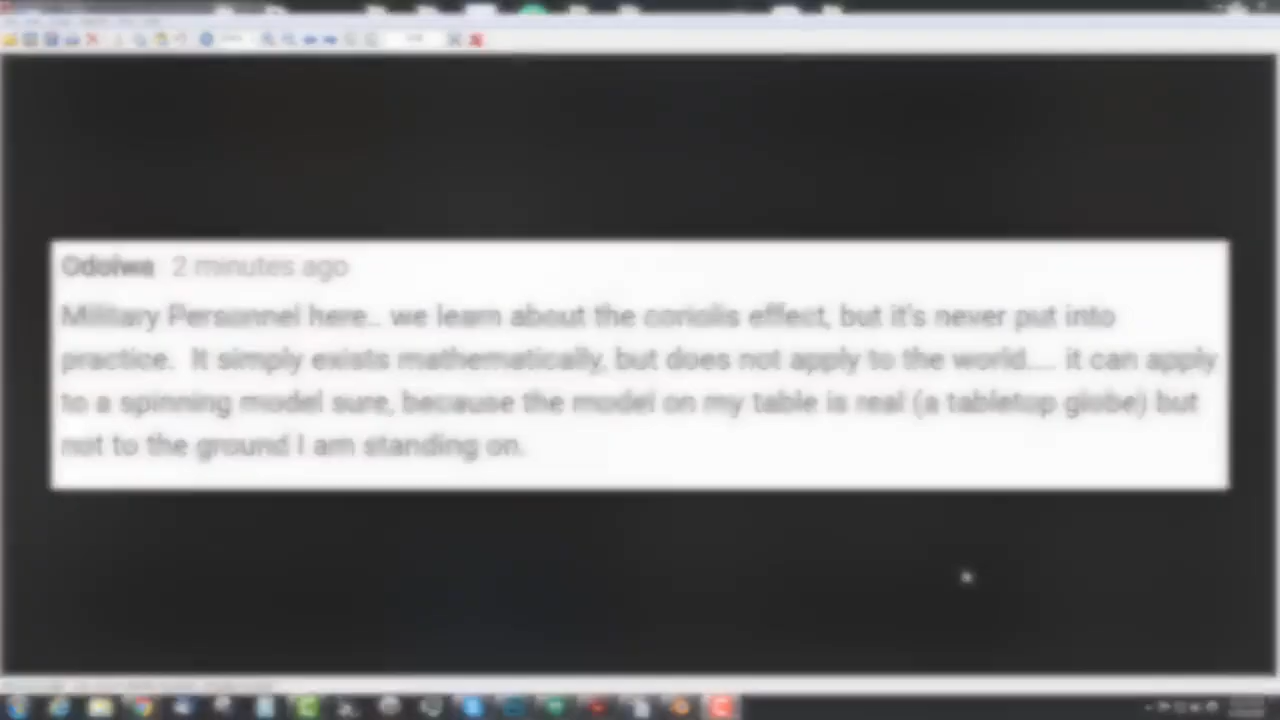 Odolwa 2 minutes ago
Military Personnel here.. we learn about the coriolis effect, but it's never put into
practice. It simply exists mathematically, but does not apply to the world.... it can apply
to a spinning model sure, because the model on my table is real (a tabletop globe) but
not to the ground I am standing on.